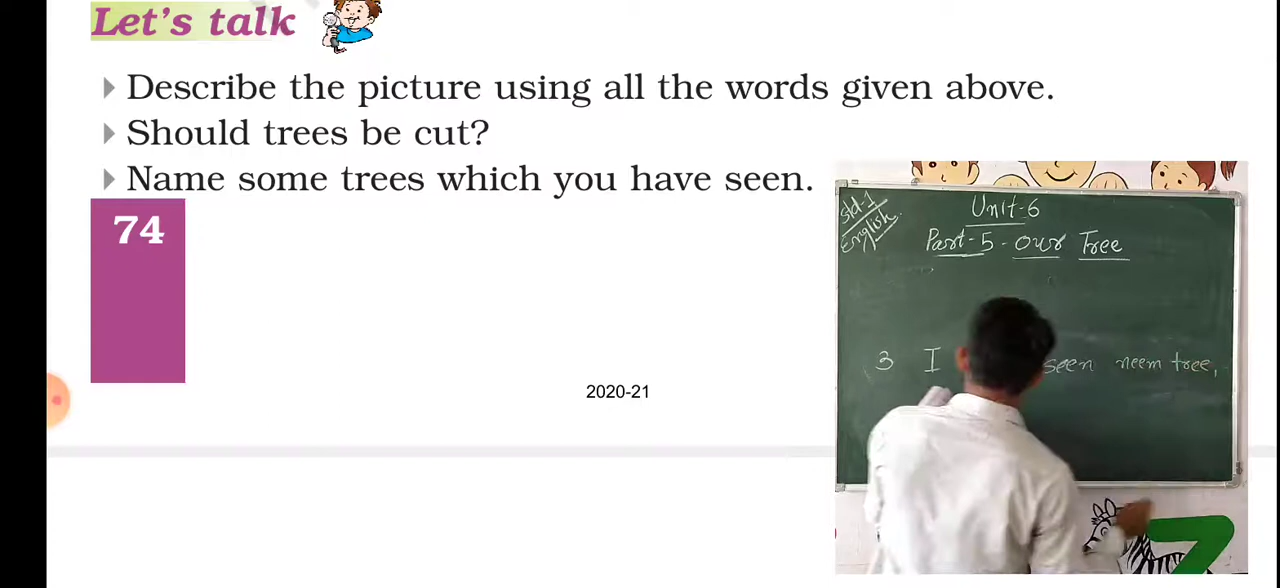 Let's talk
Describe the picture using all the words given above.
Should trees be cut?
Name some trees which you have seen.
74
2020-21
Std-1
English
Unit-6
Part-5-Our Tree
3 I seen neem tree,